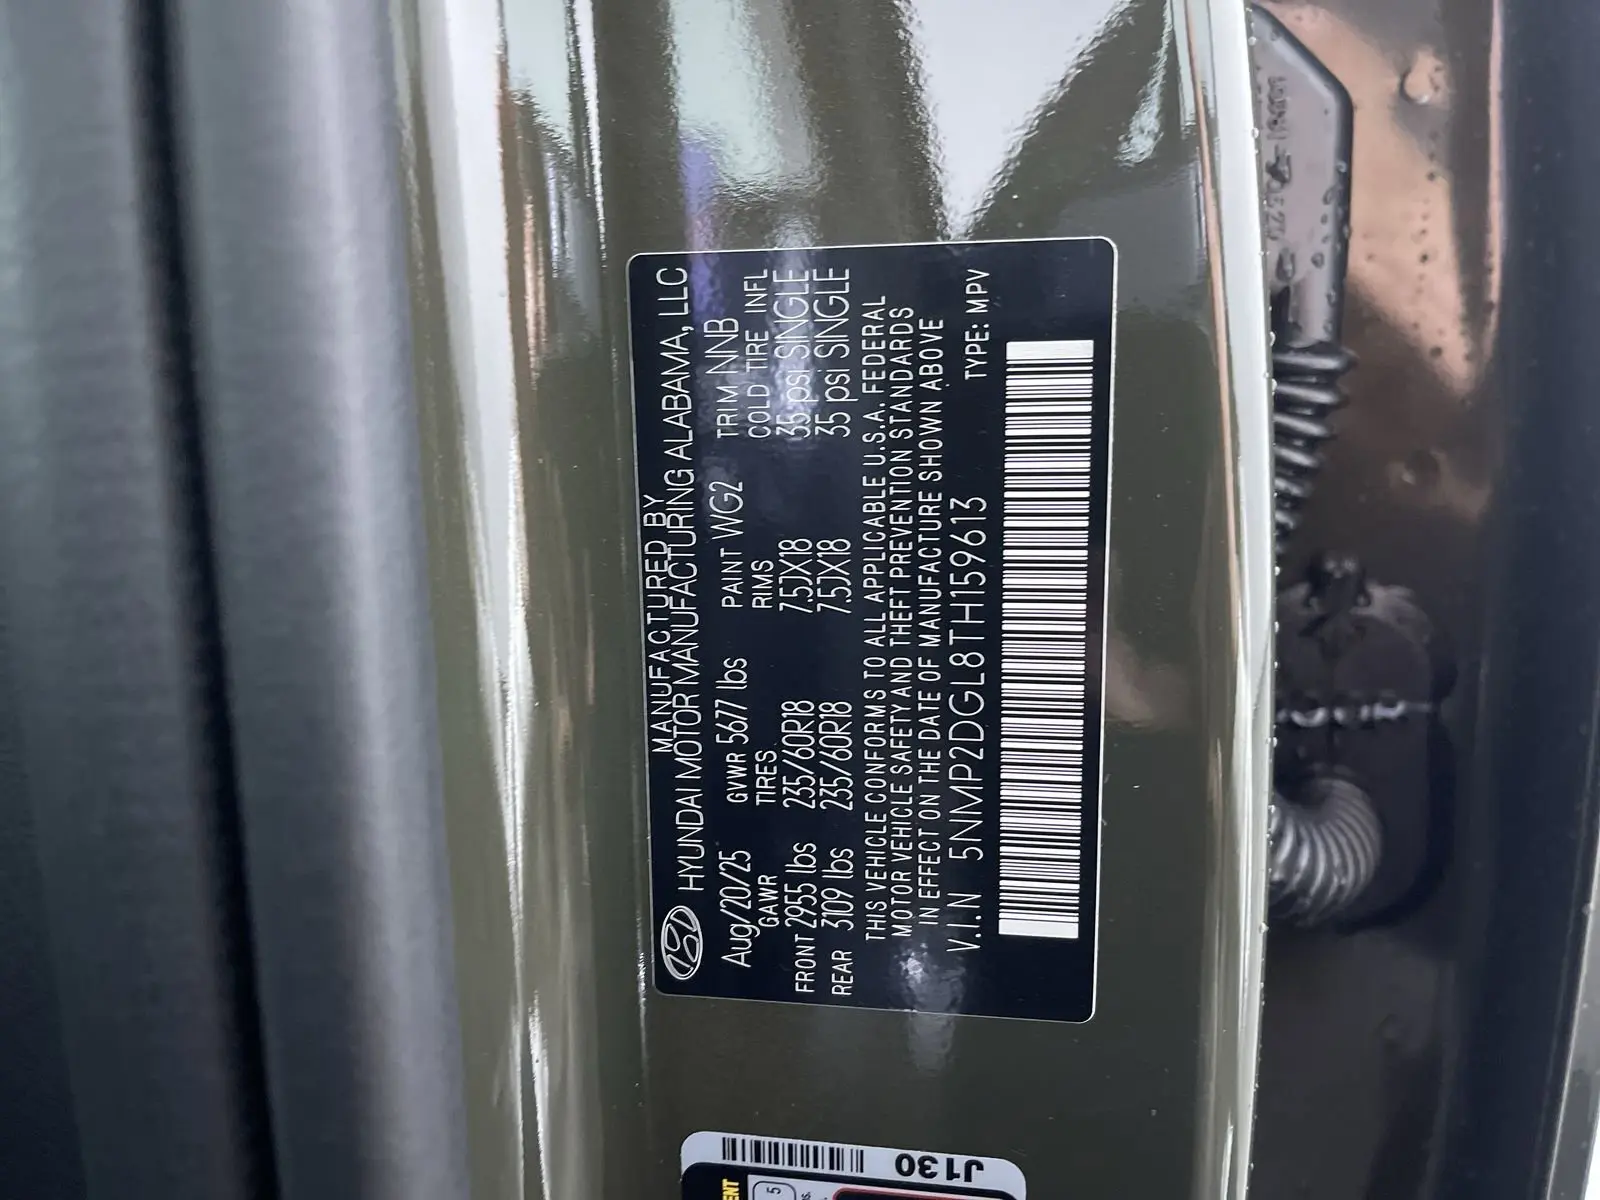 MANUFACTURED BY
HYUNDAI MOTOR MANUFACTURING ALABAMA, LLC
Aug/20/25 GVWR 5677 lbs PAINT WG2 TRIM NNB
GAWR TIRES RIMS COLD TIRE INFL
FRONT 2955 lbs 235/60R18 7.5JX18 35 psi SINGLE
REAR 3109 lbs 235/60R18 7.5JX18 35 psi SINGLE
THIS VEHICLE CONFORMS TO ALL APPLICABLE U.S.A. FEDERAL
MOTOR VEHICLE SAFETY AND THEFT PREVENTION STANDARDS
IN EFFECT ON THE DATE OF MANUFACTURE SHOWN ABOVE
V.I.N 5NMP2DGL8TH159613 TYPE: MPV
J130
5